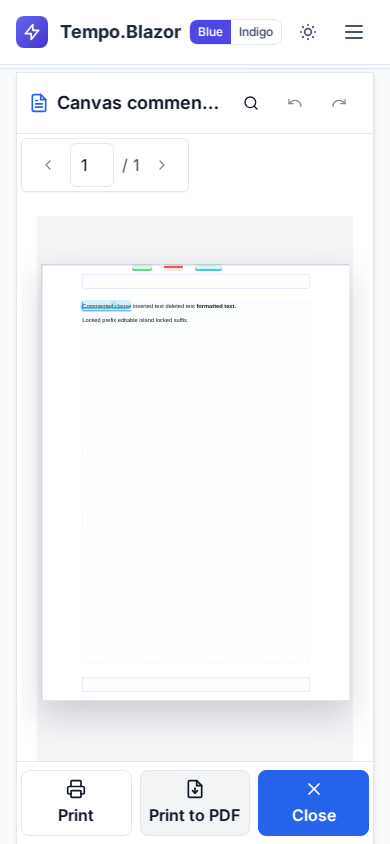 Tempo.Blazor
Blue
Indigo
Canvas commen...
1
/ 1
Commented clause inserted text deleted text formatted text.
Locked prefix editable island locked suffix.
Print
Print to PDF
Close